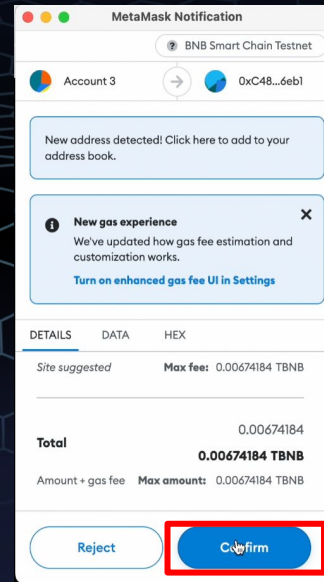 MetaMask Notification
? BNB Smart Chain Testnet
Account 3
0xC48...6eb1
New address detected! Click here to add to your
address book.
New gas experience
We've updated how gas fee estimation and
customization works.
Turn on enhanced gas fee UI in Settings
DETAILS DATA HEX
Site suggested Max fee: 0.00674184 TBNB
0.00674184
Total
0.00674184 TBNB
Amount + gas fee Max amount: 0.00674184 TBNB
Reject Confirm